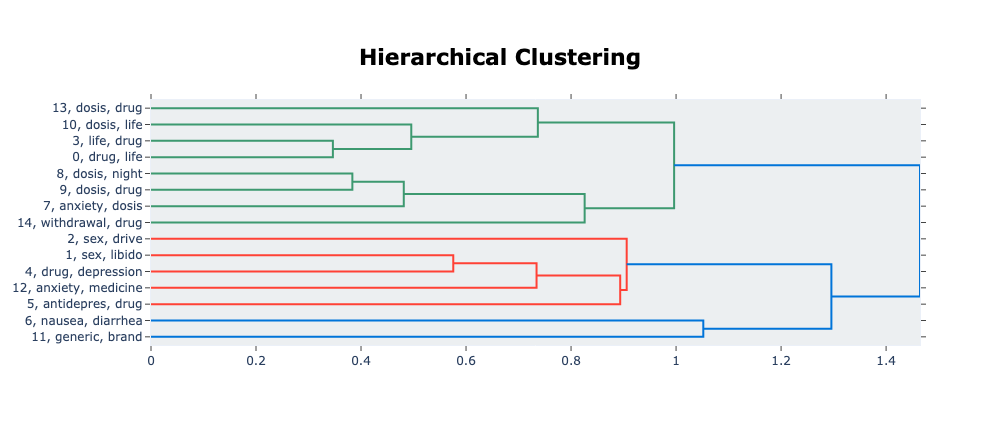 Hierarchical Clustering
13, dosis, drug
10, dosis, life
3, life, drug
0, drug, life
8, dosis, night
9, dosis, drug
7, anxiety, dosis
14, withdrawal, drug
2, sex, drive
1, sex, libido
4, drug, depression
12, anxiety, medicine
5, antidepres, drug
6, nausea, diarrhea
11, generic, brand
0 0.2 0.4 0.6 0.8 1 1.2 1.4